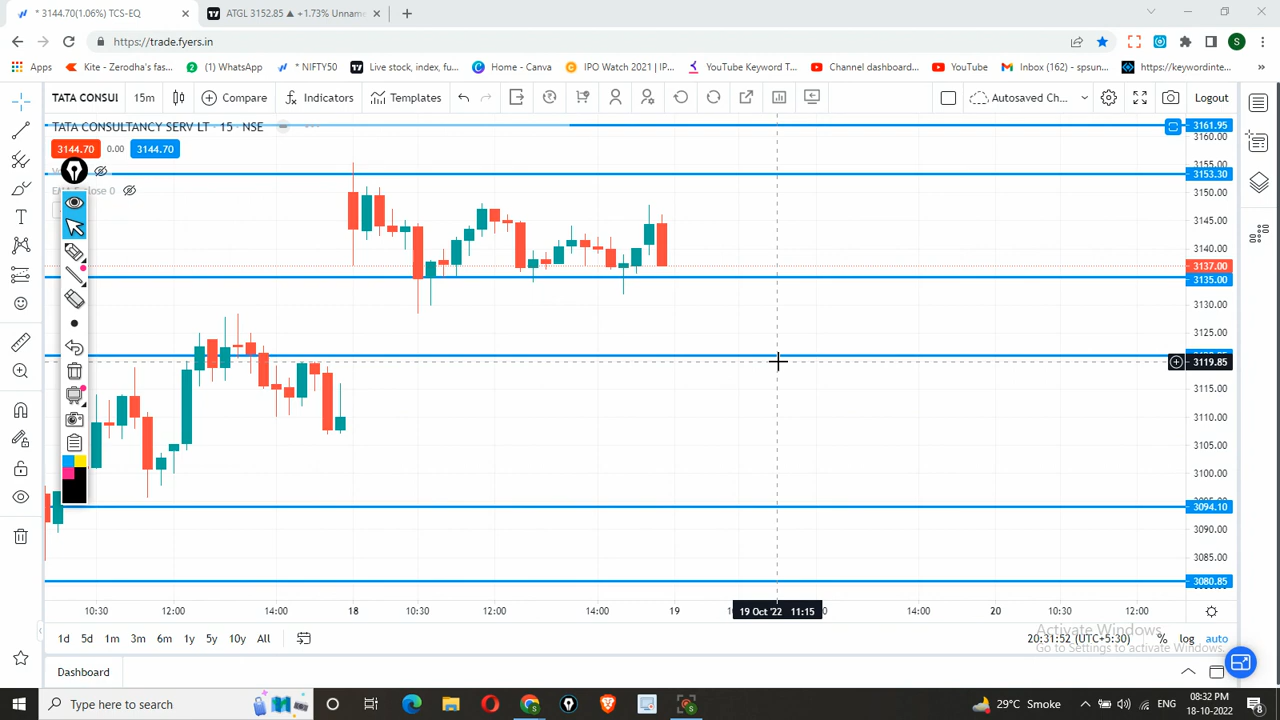 * 3144.70(1.06%) TCS-EQ
ATGL 3152.85 ▲ +1.73% Unnam
https://trade.fyers.in
S
Apps
Kite - Zerodha's fas...
(1) WhatsApp
* NIFTY50
Live stock, index, fu...
Home - Canva
IPO Watch 2021 | IP...
YouTube Keyword T...
Channel dashboard...
YouTube
Inbox (162) - spsun...
https://keywordinte...
TATA CONSUI
15m
Compare
Indicators
Templates
Autosaved Ch...
Logout
TATA CONSULTANCY SERV LT · 15 · NSE
3144.70
0.00
3144.70
close 0
3161.95
3160.00
3155.00
3153.30
3150.00
3145.00
3140.00
3137.00
3135.00
3130.00
3125.00
3119.85
3115.00
3110.00
3105.00
3100.00
3094.10
3090.00
3085.00
3080.85
10:30
12:00
14:00
18
10:30
12:00
14:00
19
19 Oct '22 11:15
14:00
20
10:30
12:00
1d
5d
1m
3m
6m
1y
5y
10y
All
20:31:52 (UTC+5:30)
%
log
auto
Activate Windows
Go to Settings to activate Windows.
Dashboard
Type here to search
29°C Smoke
ENG
08:32 PM
18-10-2022
8